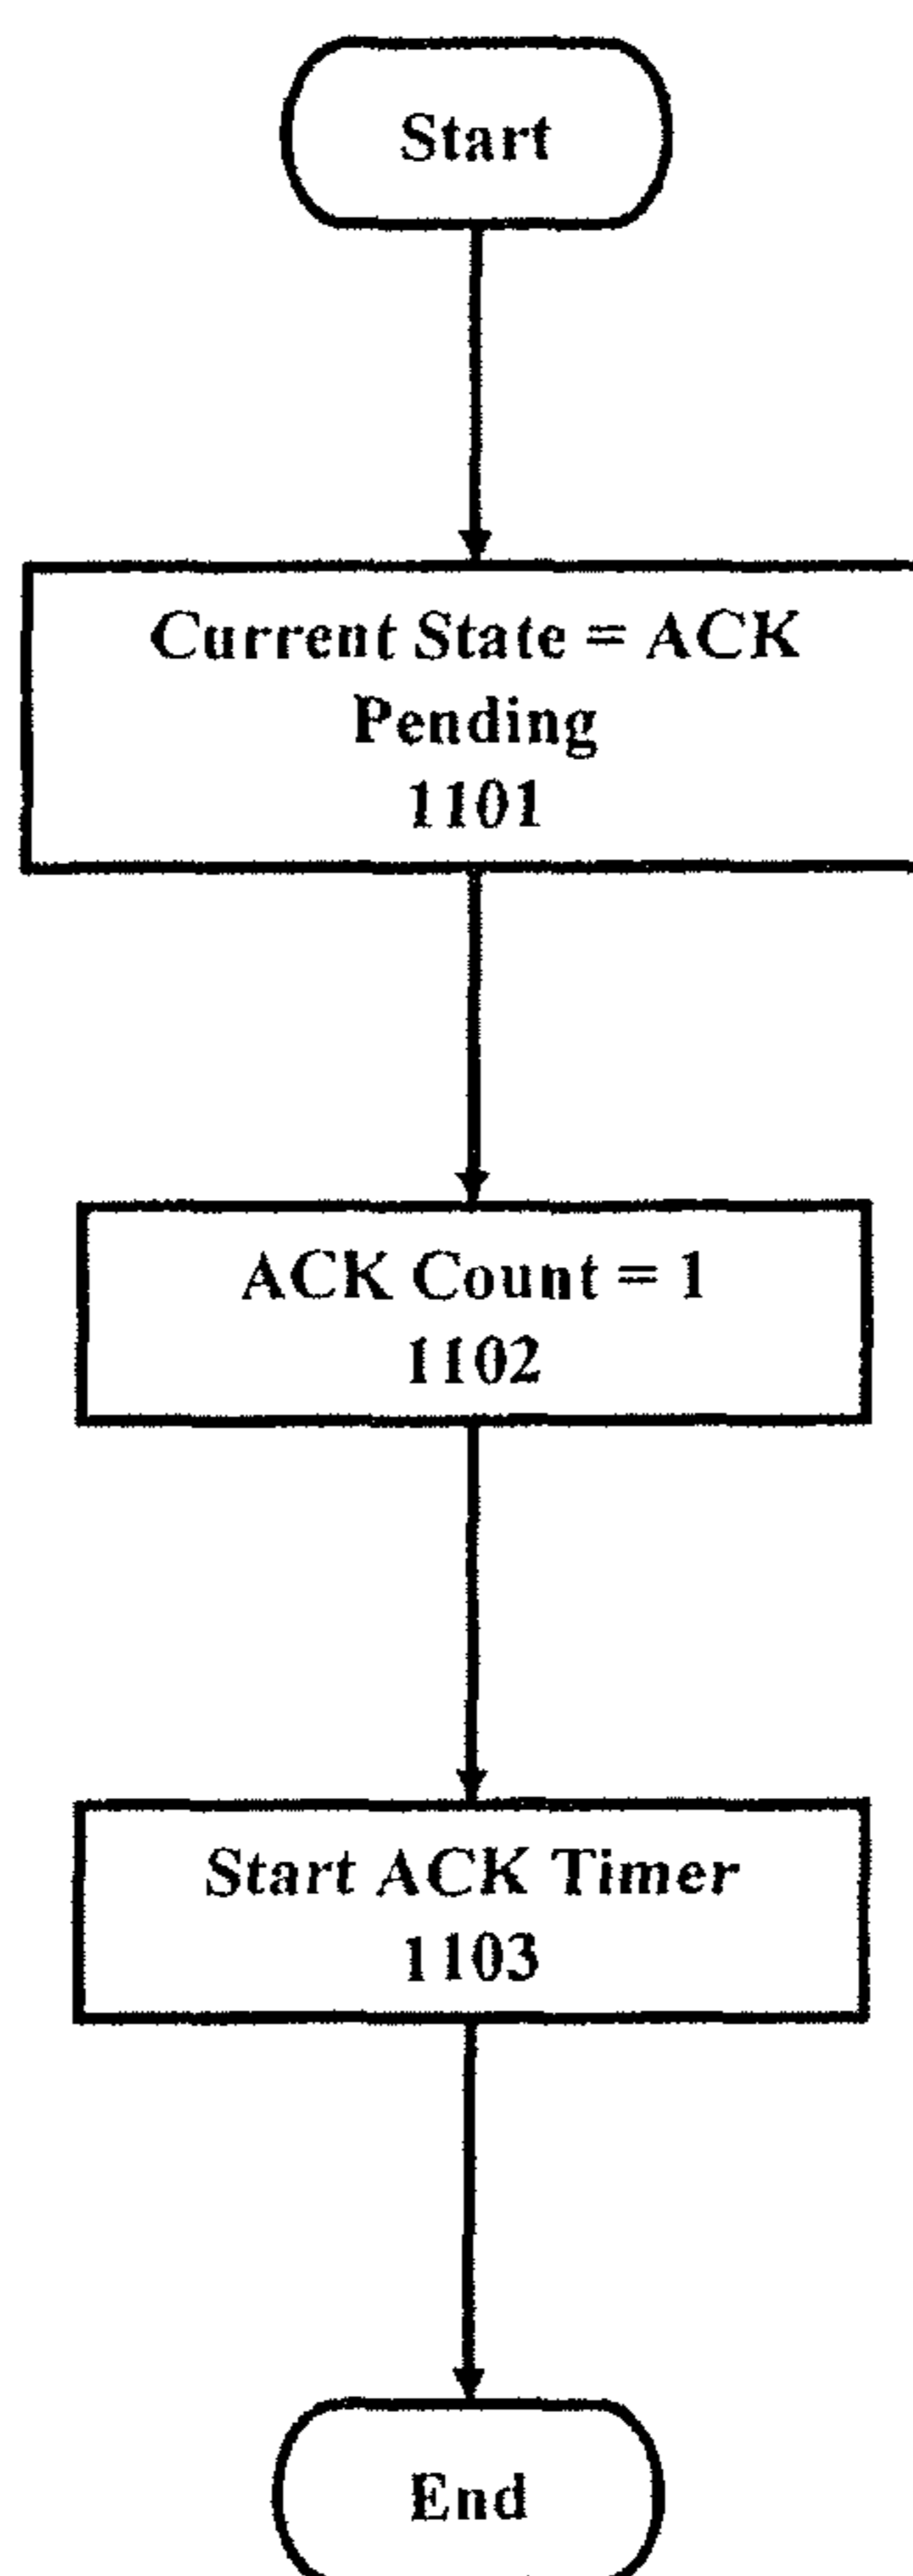 Start
Current State = ACK
Pending
1101
ACK Count = 1
1102
Start ACK Timer
1103
End